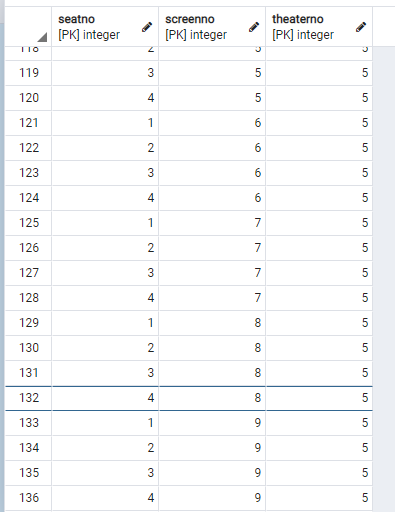 seatno screenno theaterno
[PK] integer [PK] integer [PK] integer
118 2 5 5
119 3 5 5
120 4 5 5
121 1 6 5
122 2 6 5
123 3 6 5
124 4 6 5
125 1 7 5
126 2 7 5
127 3 7 5
128 4 7 5
129 1 8 5
130 2 8 5
131 3 8 5
132 4 8 5
133 1 9 5
134 2 9 5
135 3 9 5
136 4 9 5